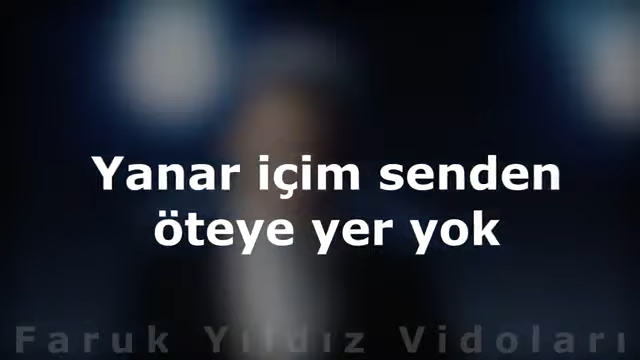 Yanar içim senden
öteye yer yok
Faruk Yıldız Vidoları